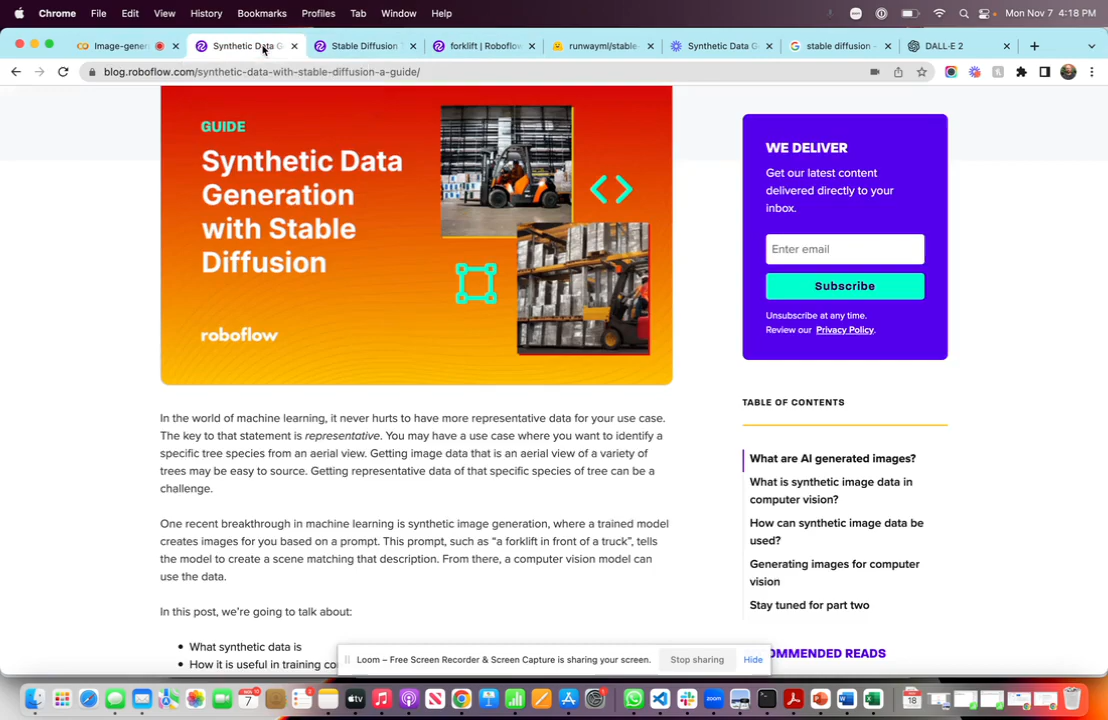 Chrome File Edit View History Bookmarks Profiles Tab Window Help Mon Nov 7 4:18 PM
Image-gener Synthetic Data G Stable Diffusion forklift | Roboflow runwayml/stable- Synthetic Data G stable diffusion - DALL·E 2
blog.roboflow.com/synthetic-data-with-stable-diffusion-a-guide/
GUIDE
Synthetic Data
Generation
with Stable
Diffusion
roboflow
WE DELIVER
Get our latest content
delivered directly to your
inbox.
Enter email
Subscribe
Unsubscribe at any time.
Review our Privacy Policy.
TABLE OF CONTENTS
What are AI generated images?
What is synthetic image data in
computer vision?
How can synthetic image data be
used?
Generating images for computer
vision
Stay tuned for part two
OMMENDED READS
In the world of machine learning, it never hurts to have more representative data for your use case.
The key to that statement is representative. You may have a use case where you want to identify a
specific tree species from an aerial view. Getting image data that is an aerial view of a variety of
trees may be easy to source. Getting representative data of that specific species of tree can be a
challenge.
One recent breakthrough in machine learning is synthetic image generation, where a trained model
creates images for you based on a prompt. This prompt, such as “a forklift in front of a truck”, tells
the model to create a scene matching that description. From there, a computer vision model can
use the data.
In this post, we’re going to talk about:
What synthetic data is
How it is useful in training co
Loom – Free Screen Recorder & Screen Capture is sharing your screen. Stop sharing Hide